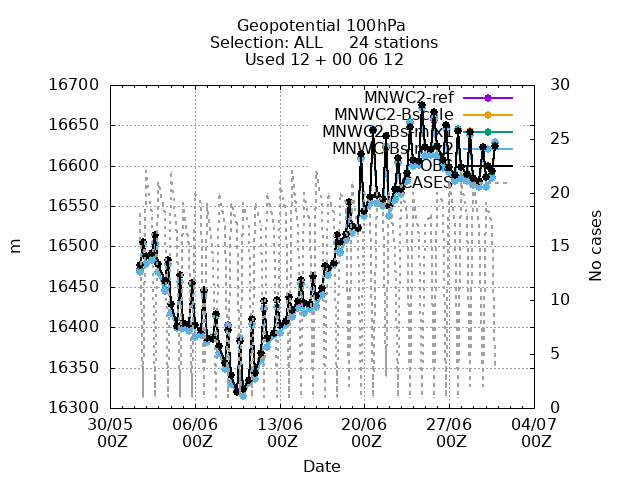 Geopotential 100hPa
Selection: ALL 24 stations
Used 12 + 00 06 12
16700
16650
16600
16550
16500
16450
16400
16350
16300
m
30
25
20
15
10
5
0
No cases
MNWC2-ref
MNWC2-Bscale
OBS
CASES
30/05 06/06 13/06 20/06 27/06 04/07
00Z 00Z 00Z 00Z 00Z 00Z
Date